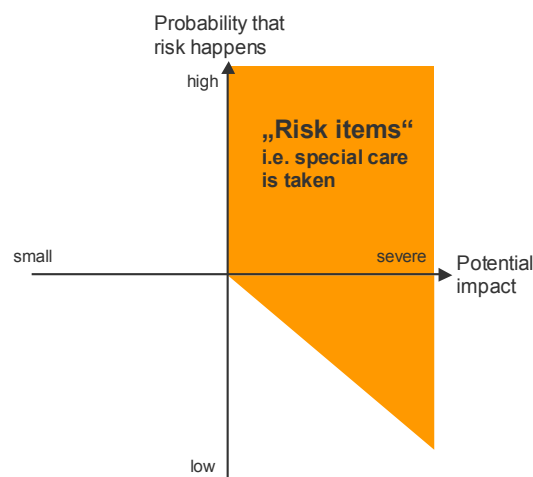 Probability that
risk happens
high
„Risk items“
i.e. special care
is taken
small
severe
Potential
impact
low